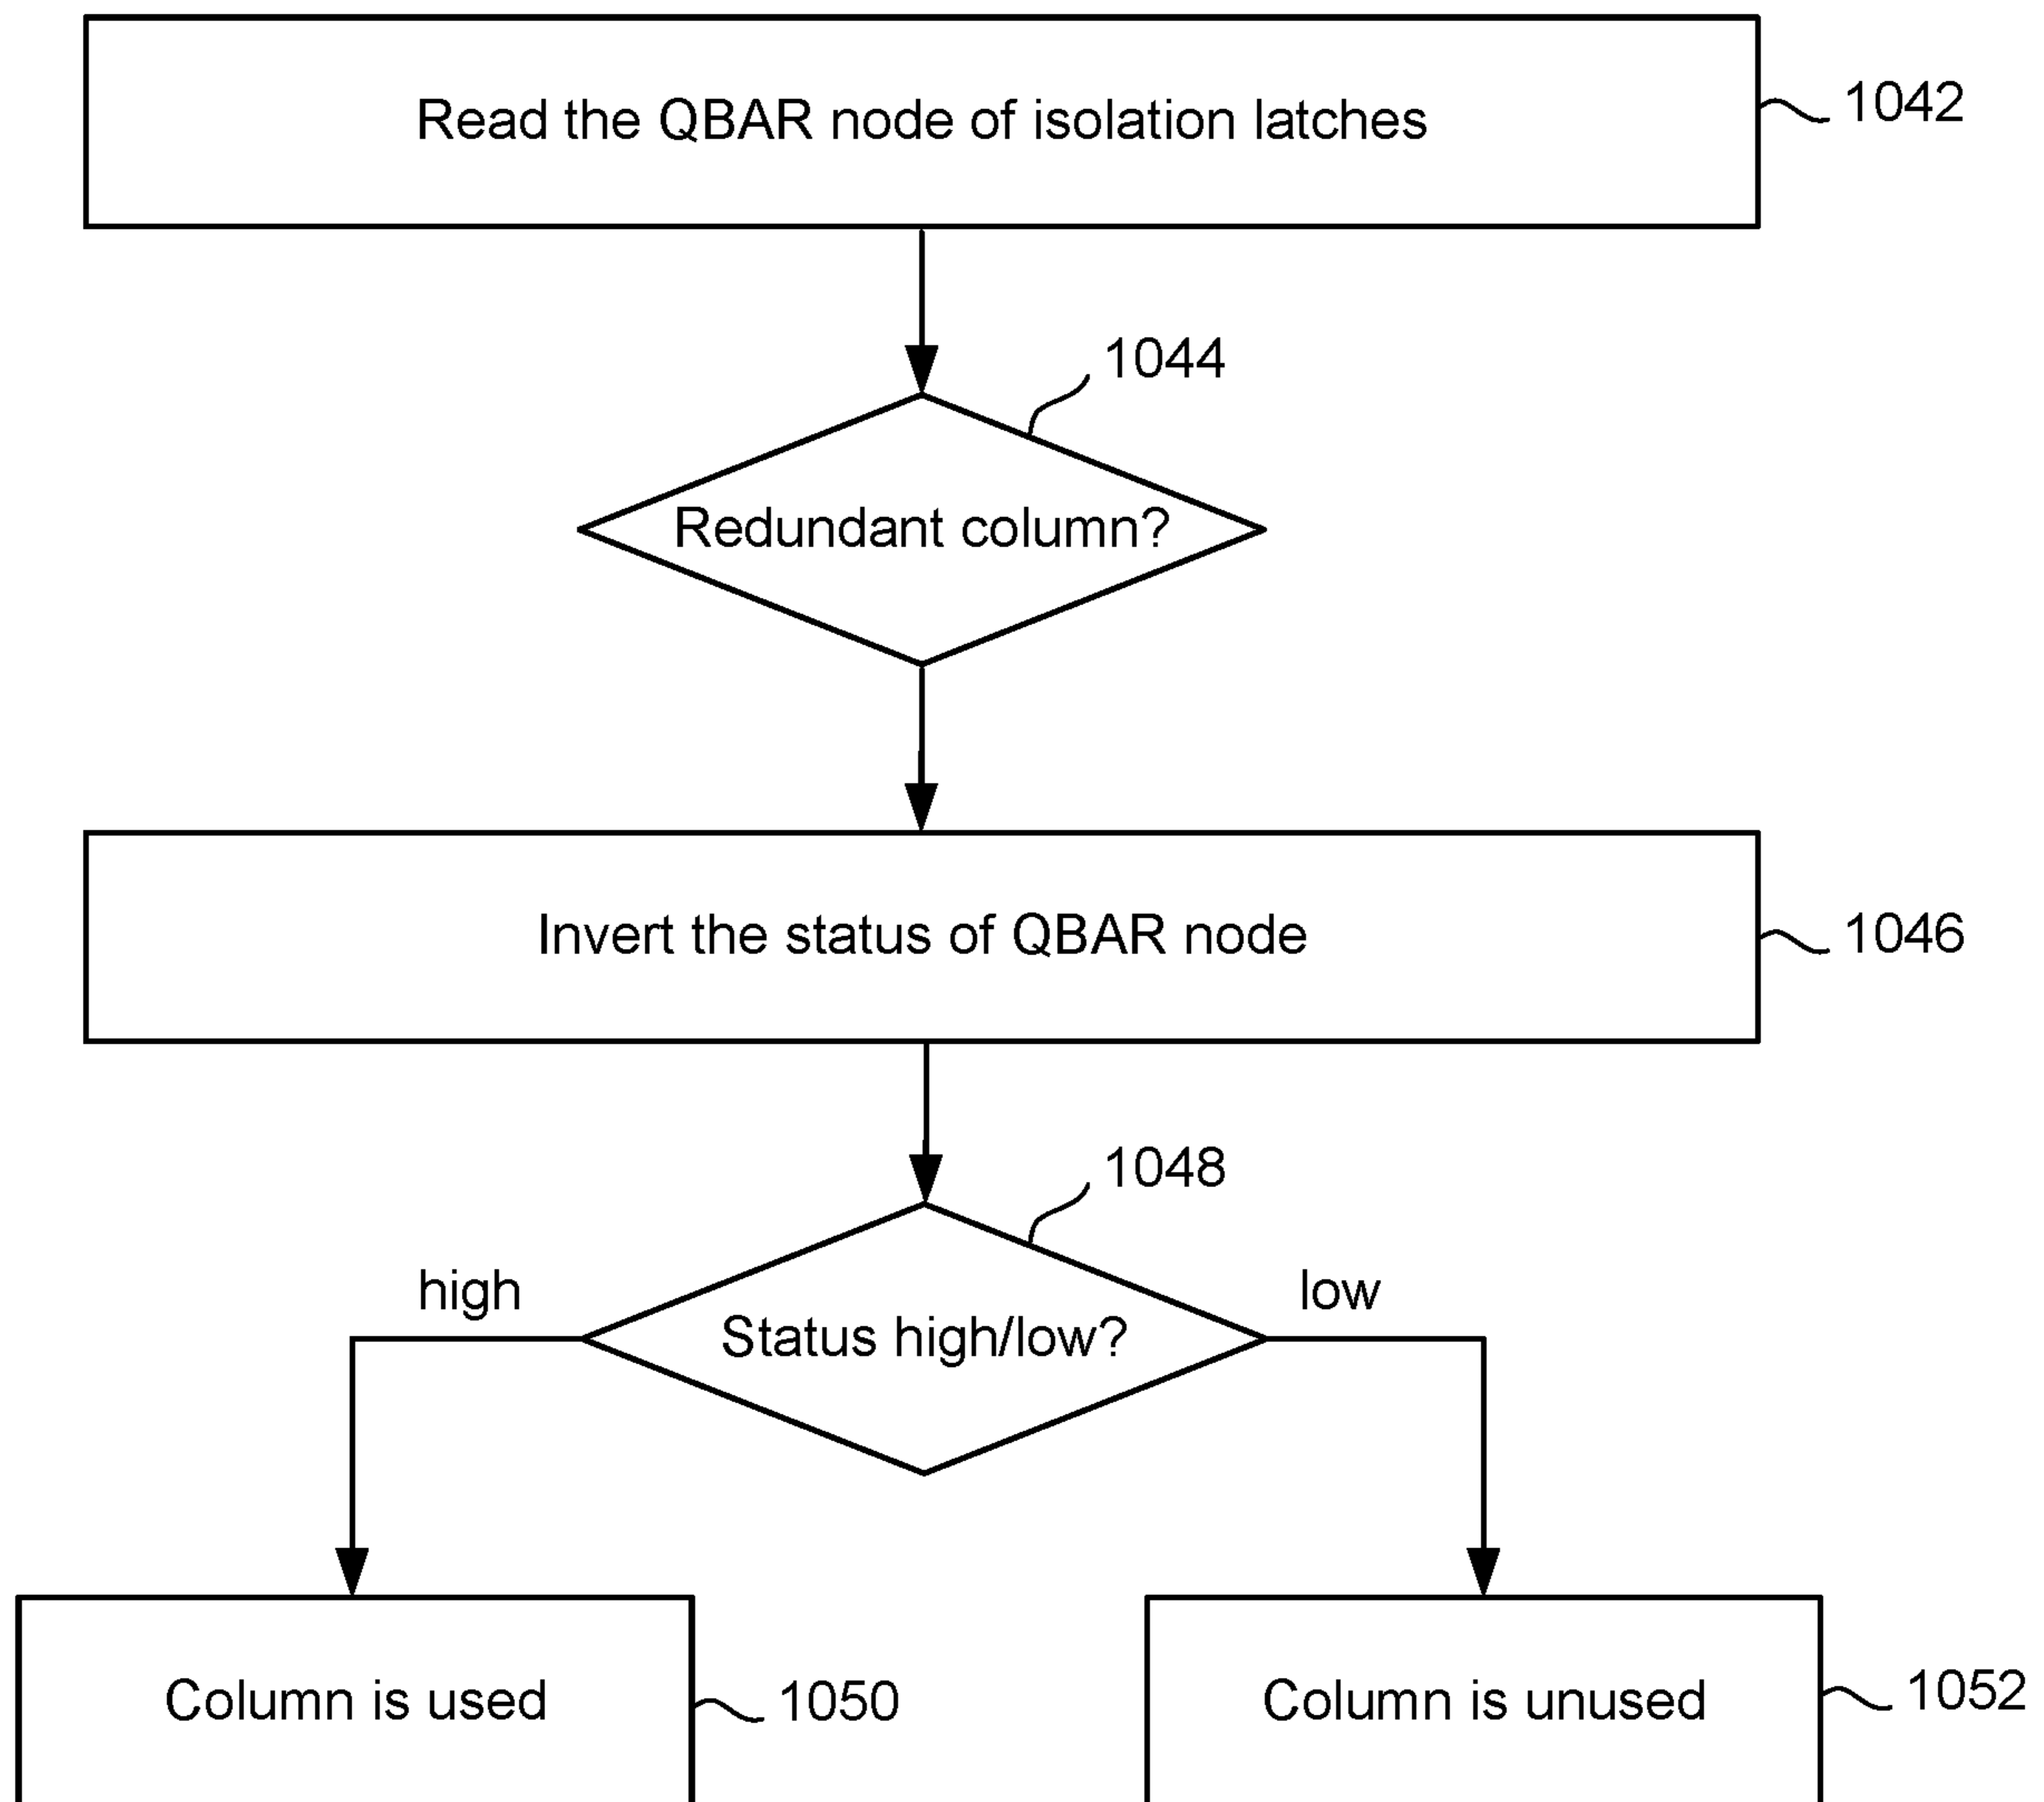 Read the QBAR node of isolation latches
1042
1044
Redundant column?
Invert the status of QBAR node
1046
1048
high
low
Status high/low?
Column is used
1050
Column is unused
1052